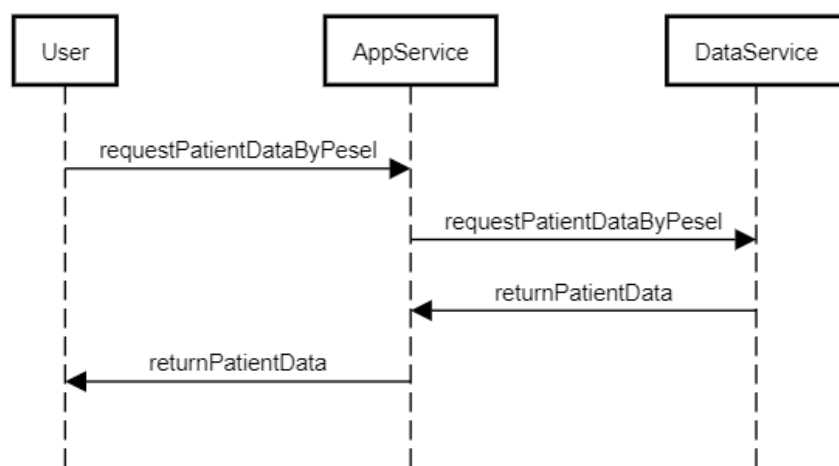 User
AppService
DataService
requestPatientDataByPesel
requestPatientDataByPesel
returnPatientData
returnPatientData